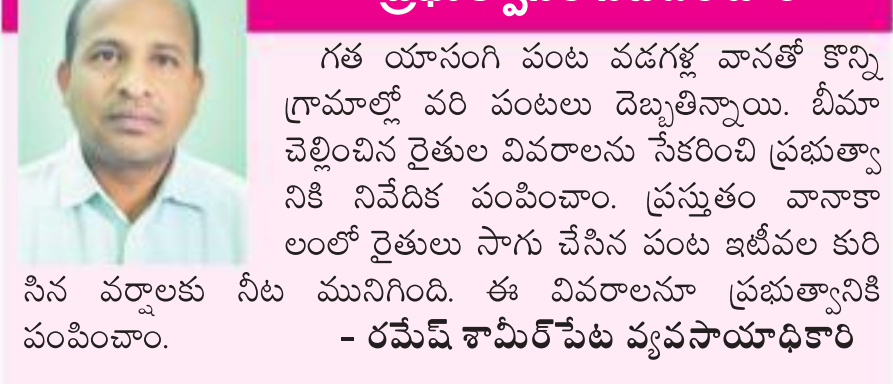 గత యాసంగి పంట వడగళ్ల వానతో కొన్ని
గ్రామాల్లో వరి పంటలు దెబ్బతిన్నాయి. బీమా
చెల్లించిన రైతుల వివరాలను సేకరించి ప్రభుత్వా
నికి నివేదిక పంపించాం. ప్రస్తుతం వానాకా
లంలో రైతులు సాగు చేసిన పంట ఇటీవల కురి
సిన వర్షాలకు నీట మునిగింది. ఈ వివరాలనూ ప్రభుత్వానికి
పంపించాం. - రమేష్ శామీర్‌పేట వ్యవసాయాధికారి